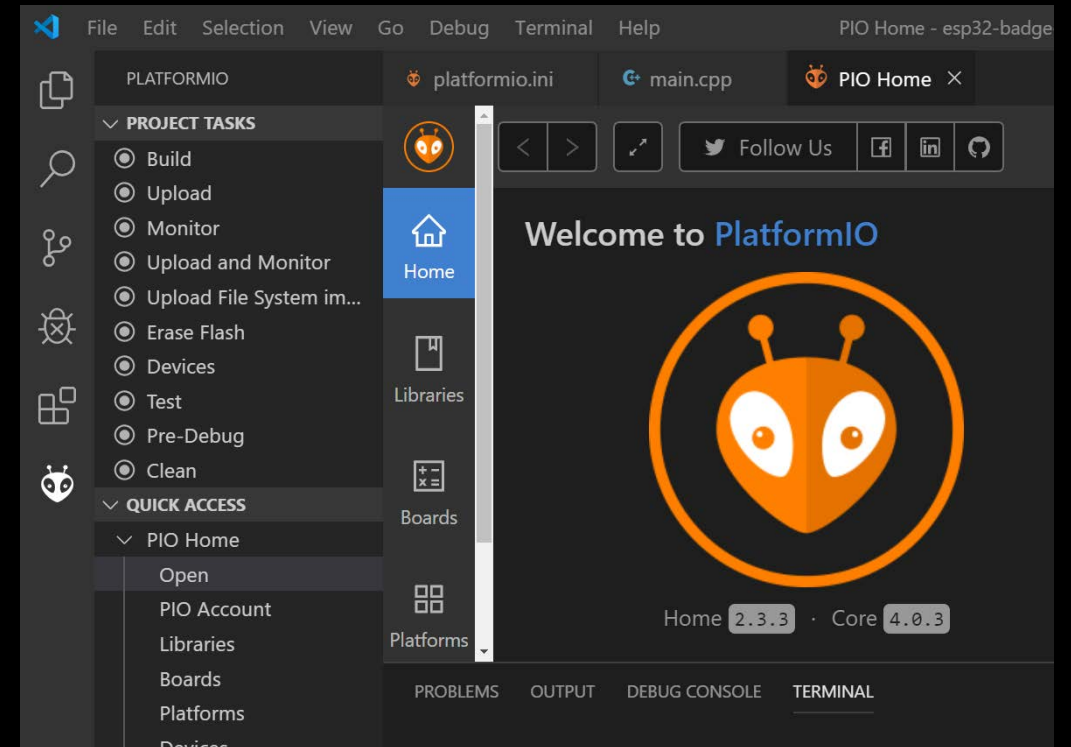 File Edit Selection View Go Debug Terminal Help PIO Home - esp32-badge
PLATFORMIO
platformio.ini
main.cpp
PIO Home
PROJECT TASKS
Build
Upload
Monitor
Upload and Monitor
Upload File System im...
Erase Flash
Devices
Test
Pre-Debug
Clean
QUICK ACCESS
PIO Home
Open
PIO Account
Libraries
Boards
Platforms
Devices
Home
Libraries
Boards
Platforms
Follow Us
Welcome to PlatformIO
Home 2.3.3 · Core 4.0.3
PROBLEMS OUTPUT DEBUG CONSOLE TERMINAL